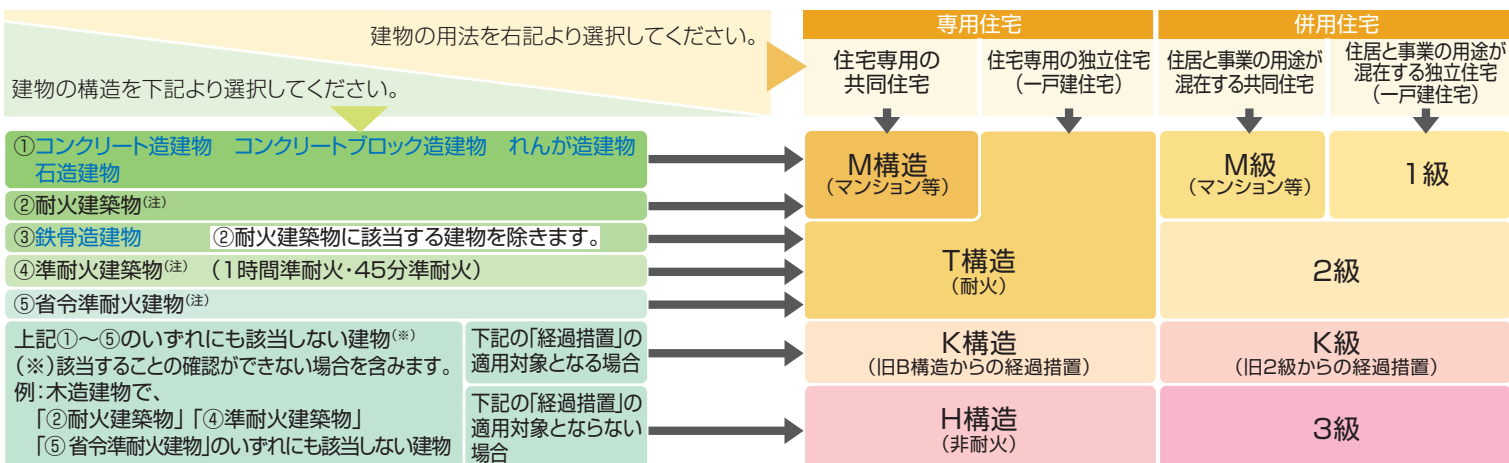 建物の用法を右記より選択してください。
建物の構造を下記より選択してください。
専用住宅
併用住宅
住宅専用の
共同住宅
住宅専用の独立住宅
（一戸建住宅）
住居と事業の用途が
混在する共同住宅
住居と事業の用途が
混在する独立住宅
（一戸建住宅）
①コンクリート造建物　コンクリートブロック造建物　れんが造建物
石造建物
②耐火建築物(注)
③鉄骨造建物　②耐火建築物に該当する建物を除きます。
④準耐火建築物(注)　（1時間準耐火・45分準耐火）
⑤省令準耐火建物(注)
上記①～⑤のいずれにも該当しない建物(※)
（※）該当することの確認ができない場合を含みます。
例：木造建物で、
「②耐火建築物」「④準耐火建築物」
「⑤省令準耐火建物」のいずれにも該当しない建物
下記の「経過措置」の
適用対象となる場合
下記の「経過措置」の
適用対象とならない
場合
M構造
（マンション等）
M級
（マンション等）
1級
T構造
（耐火）
2級
K構造
（旧B構造からの経過措置）
K級
（旧2級からの経過措置）
H構造
（非耐火）
3級